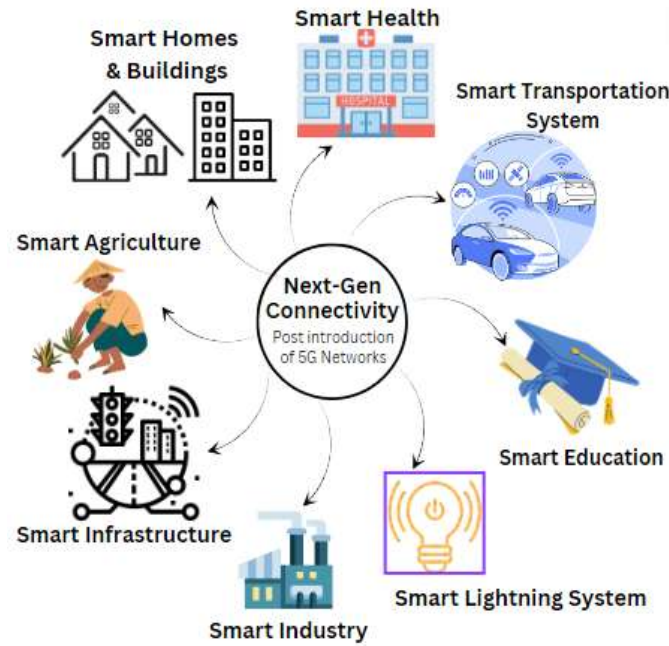 Smart Health
Smart Homes
& Buildings
HOSPITAL
Smart Transportation
System
Smart Agriculture
Next-Gen
Connectivity
Post introduction
of 5G Networks
Smart Education
Smart Infrastructure
Smart Lightning System
Smart Industry